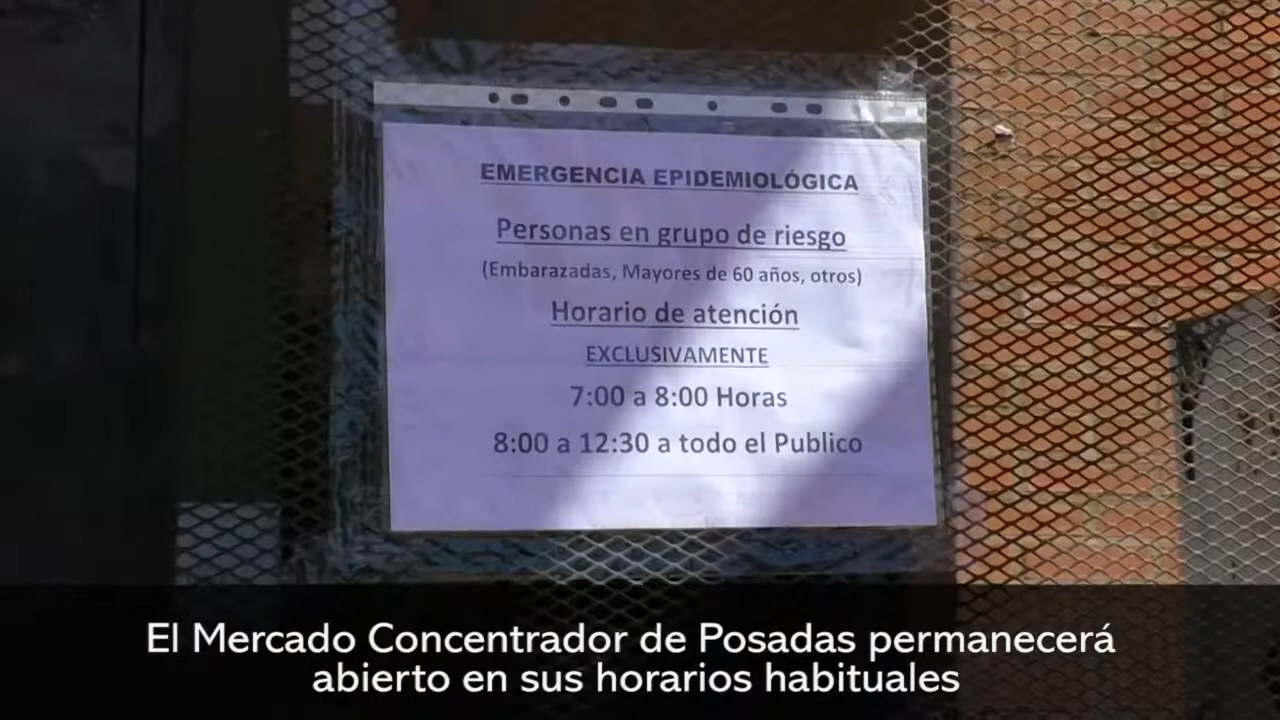 EMERGENCIA EPIDEMIOLÓGICA
Personas en grupo de riesgo
(Embarazadas, Mayores de 60 años, otros)
Horario de atención
EXCLUSIVAMENTE
7:00 a 8:00 Horas
8:00 a 12:30 a todo el Publico
El Mercado Concentrador de Posadas permanecerá
abierto en sus horarios habituales